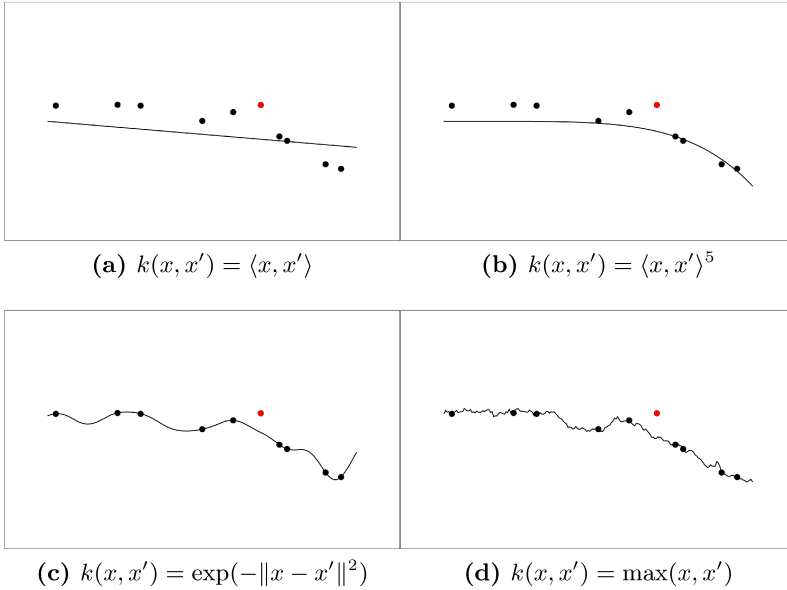 (a) k(x, x′) = ⟨x, x′⟩
(b) k(x, x′) = ⟨x, x′⟩⁵
(c) k(x, x′) = exp(−‖x − x′‖²)
(d) k(x, x′) = max(x, x′)